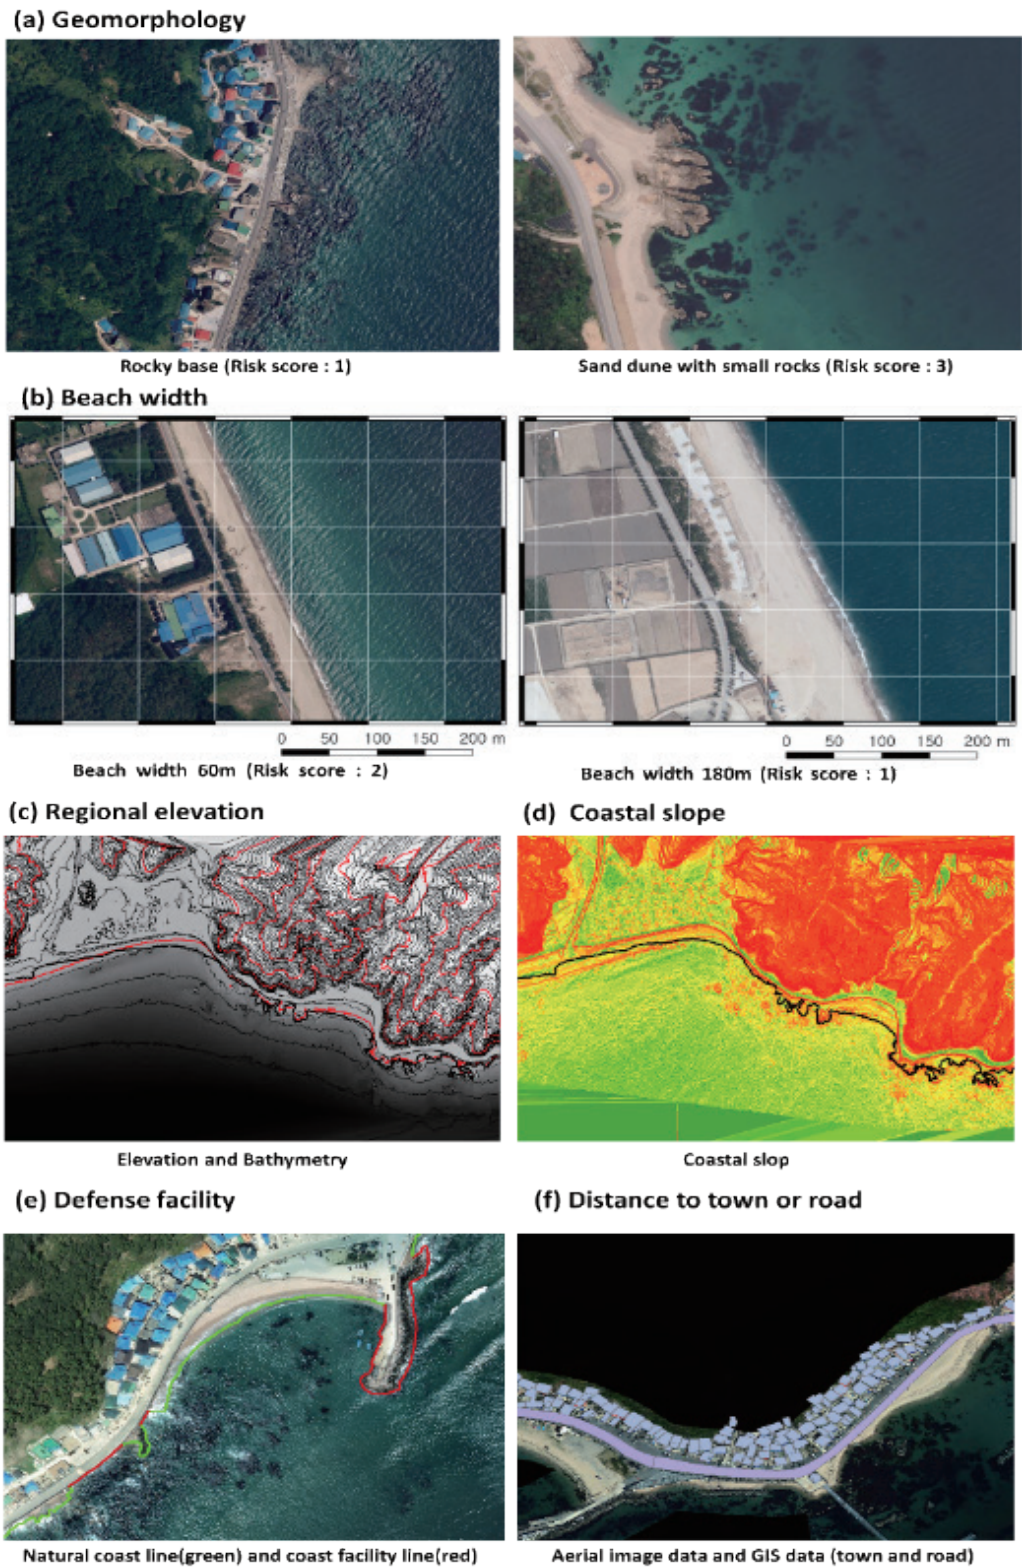 (a) Geomorphology
Rocky base (Risk score : 1)
Sand dune with small rocks (Risk score : 3)
(b) Beach width
0 50 100 150 200 m
Beach width 60m (Risk score : 2)
0 50 100 150 200 m
Beach width 180m (Risk score : 1)
(c) Regional elevation
(d) Coastal slope
Elevation and Bathymetry
Coastal slop
(e) Defense facility
(f) Distance to town or road
Natural coast line(green) and coast facility line(red)
Aerial image data and GIS data (town and road)